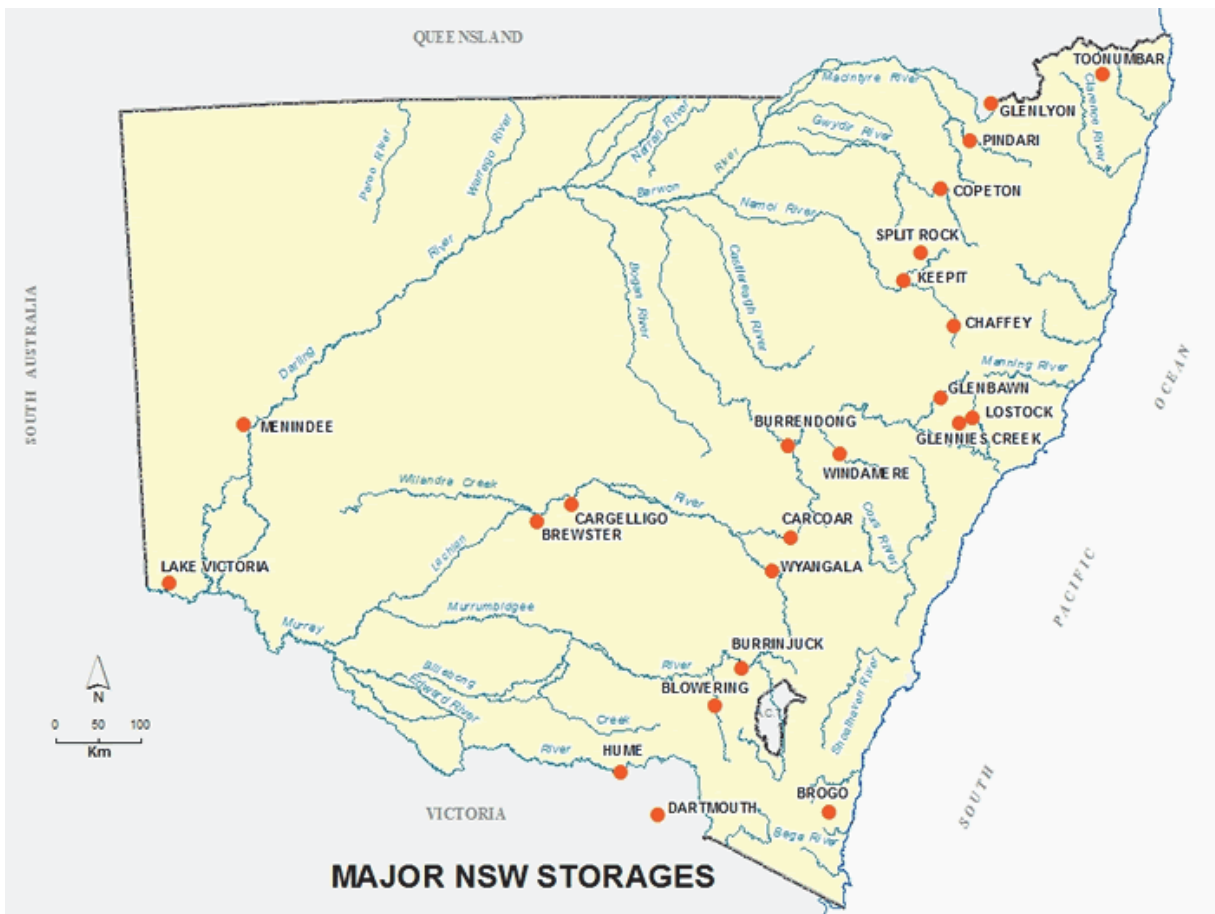 QUEENSLAND
TOONUMBAR
Macintyre River
GLENLYON
Clarence River
Gwydir River
PINDARI
Narran River
Warrego River
Paroo River
River
Barwon
COPETON
Namoi River
SPLIT ROCK
River
KEEPIT
Castlereagh River
Bogan River
CHAFFEY
SOUTH AUSTRALIA
Darling
Manning River
OCEAN
GLENBAWN
LOSTOCK
MENINDEE
BURRENDONG
GLENNIES CREEK
WINDAMERE
Willandra Creek
River
CARGELLIGO
CARCOAR
BREWSTER
Coxs River
Lachlan
LAKE VICTORIA
WYANGALA
PACIFIC
Murrumbidgee
Murray
BURRINJUCK
River
Billabong
Edward River
BLOWERING
Shoalhaven River
N
A.C.T.
0 50 100
Km
Creek
River
HUME
SOUTH
BROGO
DARTMOUTH
VICTORIA
Bega River
MAJOR NSW STORAGES